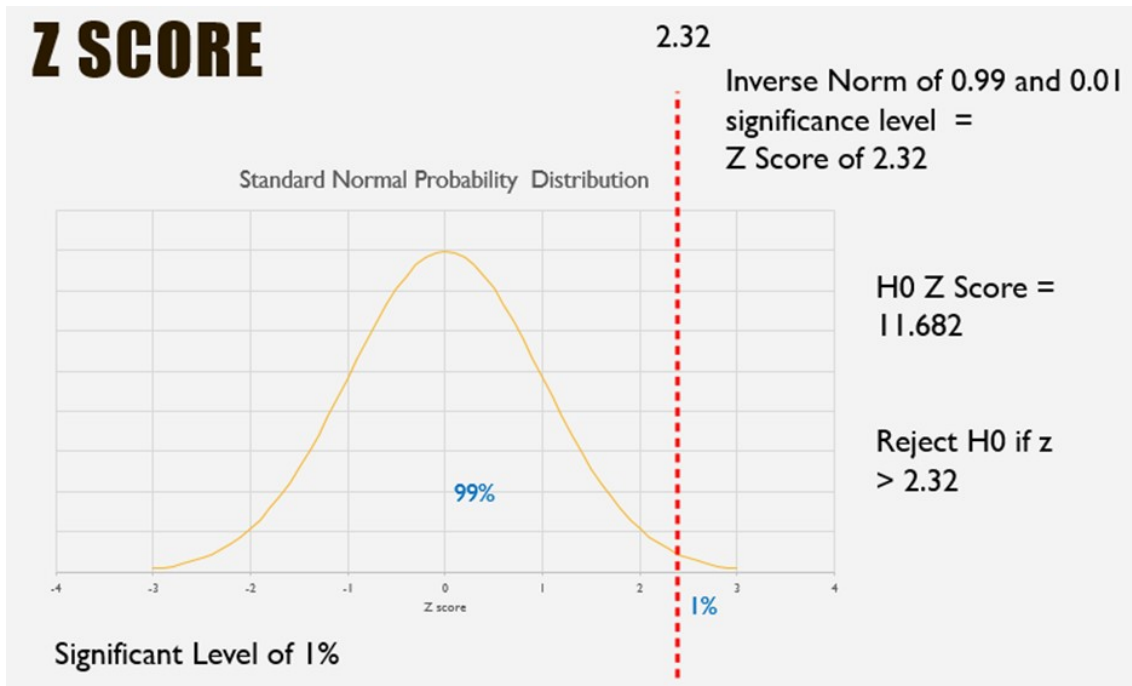 Z SCORE
2.32
Inverse Norm of 0.99 and 0.01
significance level =
Z Score of 2.32
Standard Normal Probability Distribution
H0 Z Score =
11.682
Reject H0 if z
> 2.32
99%
-4 -3 -2 -1 0 1 2 3 4
Z score
1%
Significant Level of 1%